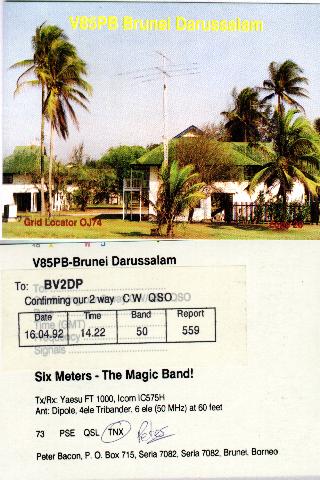 V85PB Brunei Darussalam
Grid Locator OJ74
V85PB-Brunei Darussalam
To: BV2DP
Confirming our 2 way CW QSO
Date Time Band Report
16.04.92 14.22 50 559
Signals
Six Meters - The Magic Band!
Tx/Rx: Yaesu FT 1000, Icom IC575H
Ant: Dipole, 4ele Tribander. 6 ele (50 MHz) at 60 feet
73 PSE QSL TNX
Peter Bacon, P. O. Box 715, Seria 7082, Seria 7082, Brunei, Borneo